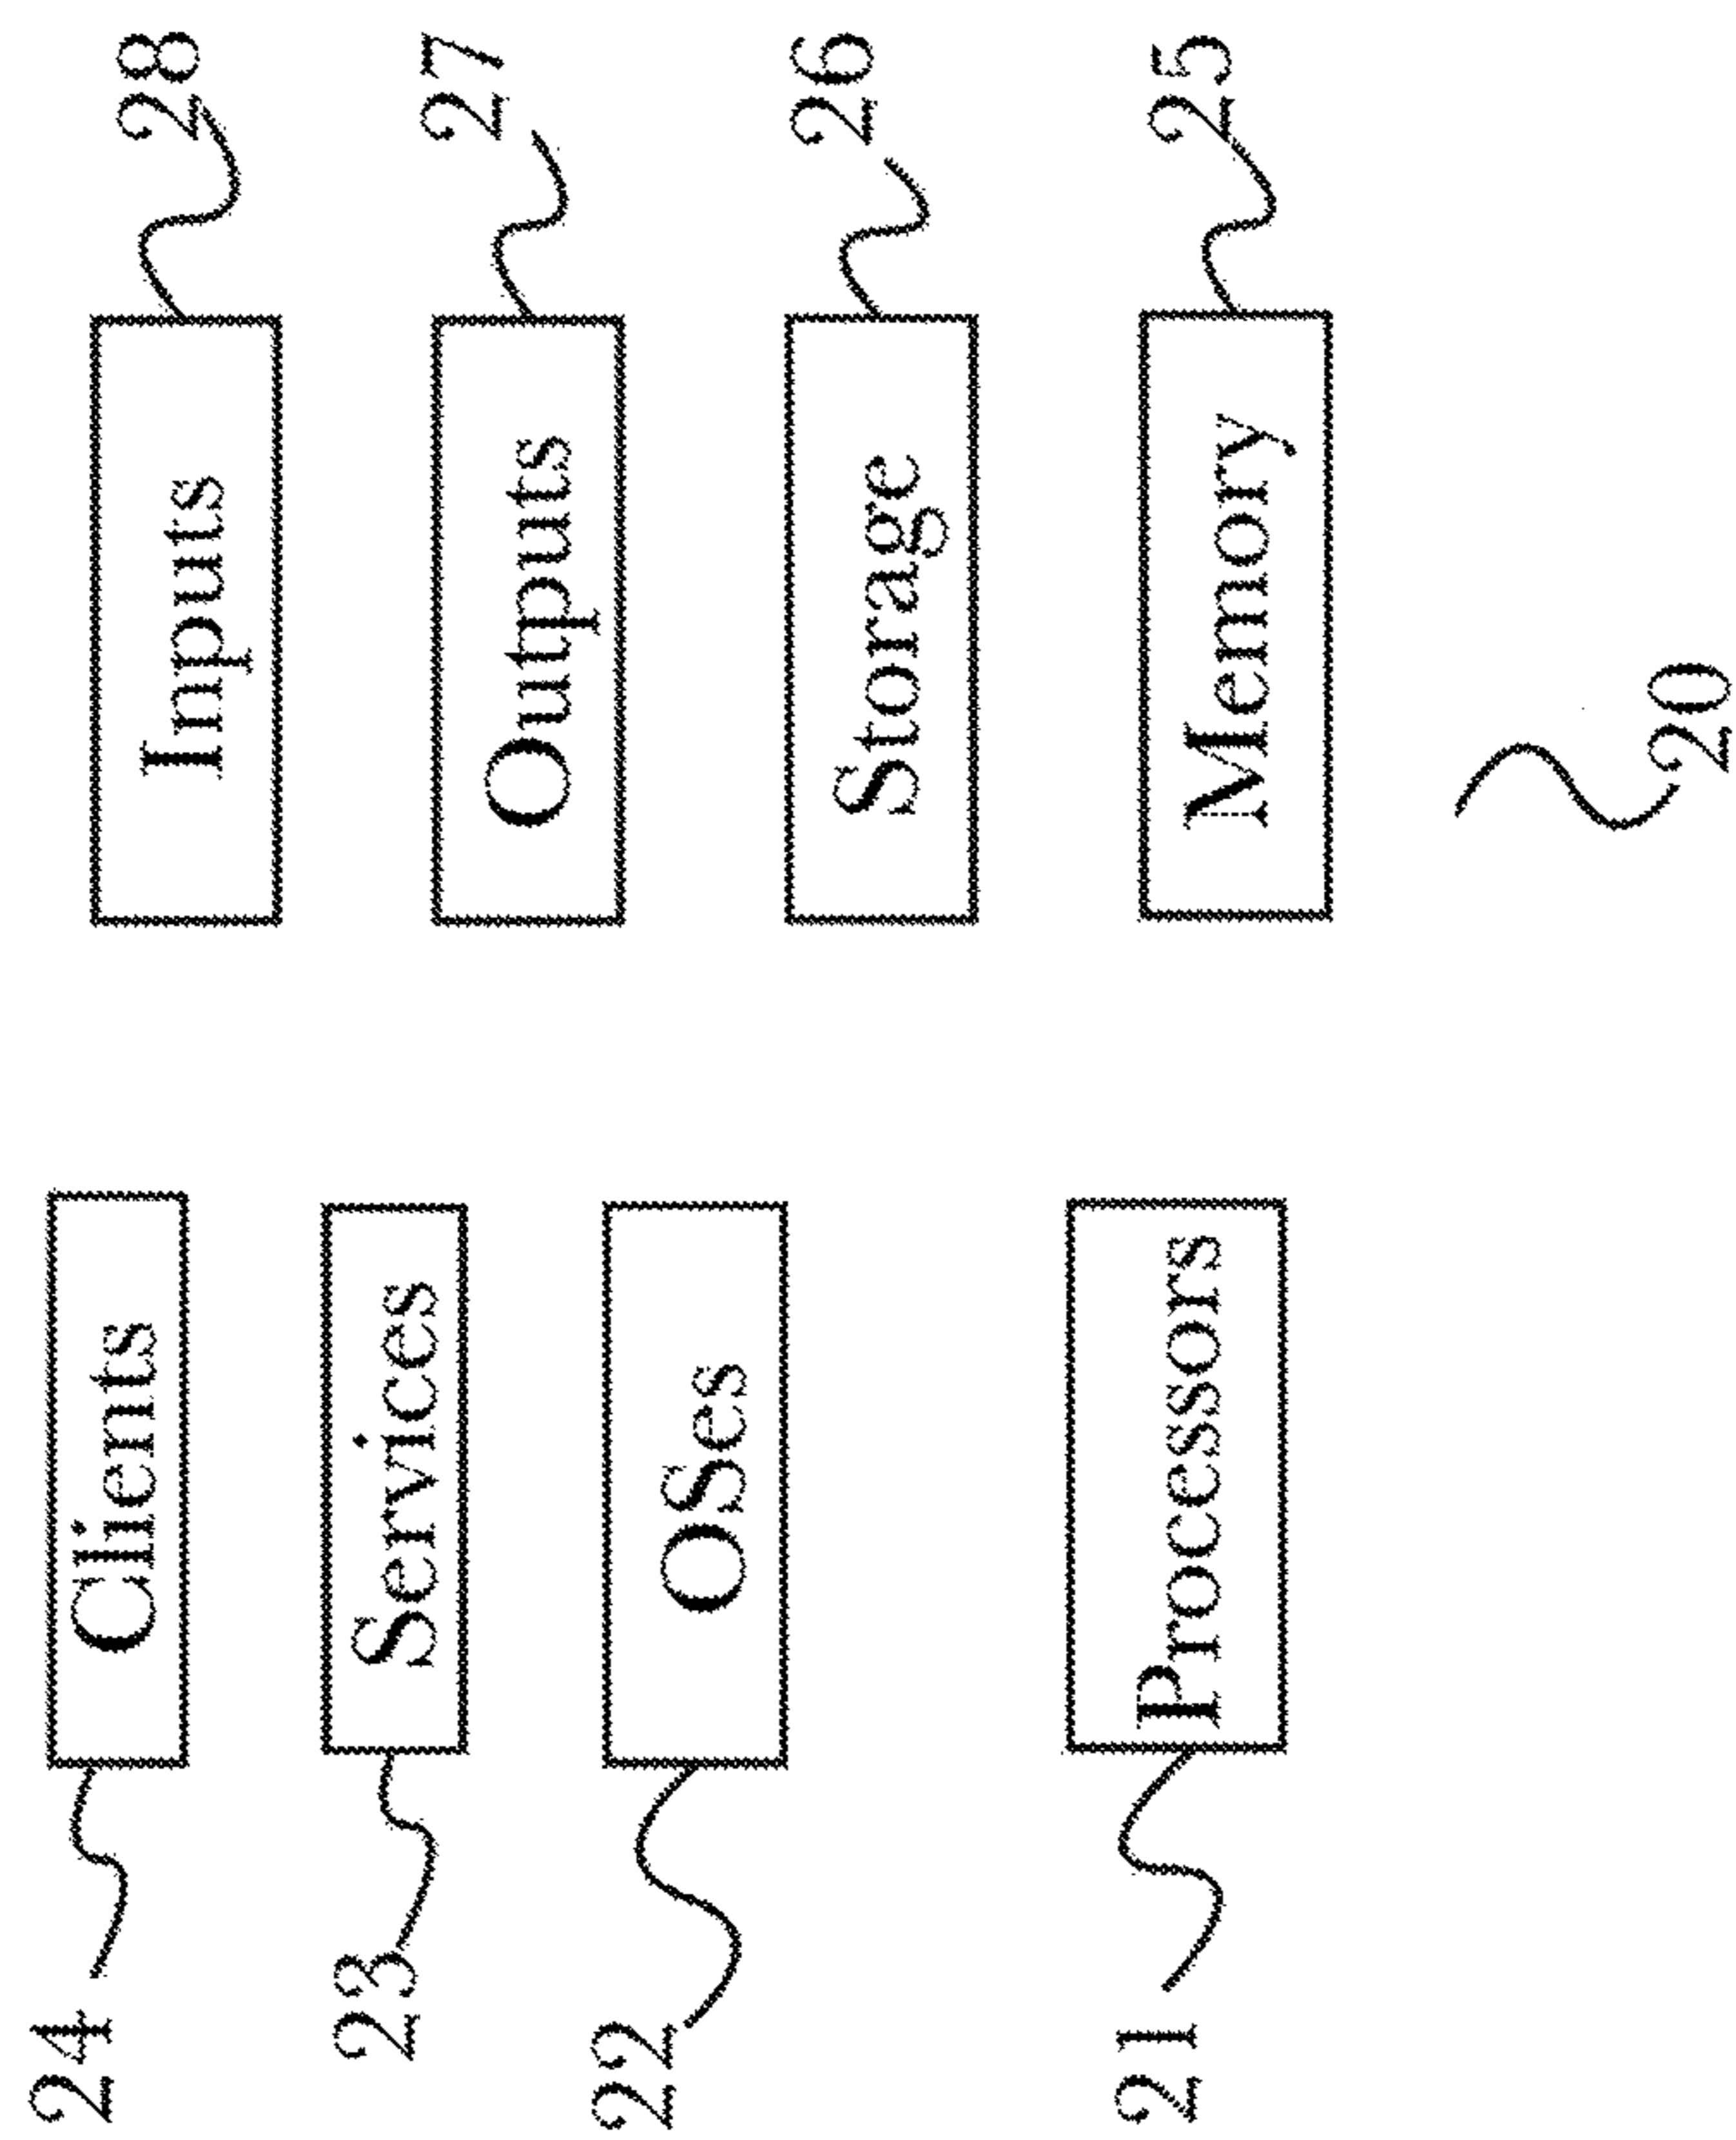 24 Clients Inputs 28
23 Services Outputs 27
22 OSes Storage 26
21 Processors Memory 25
20